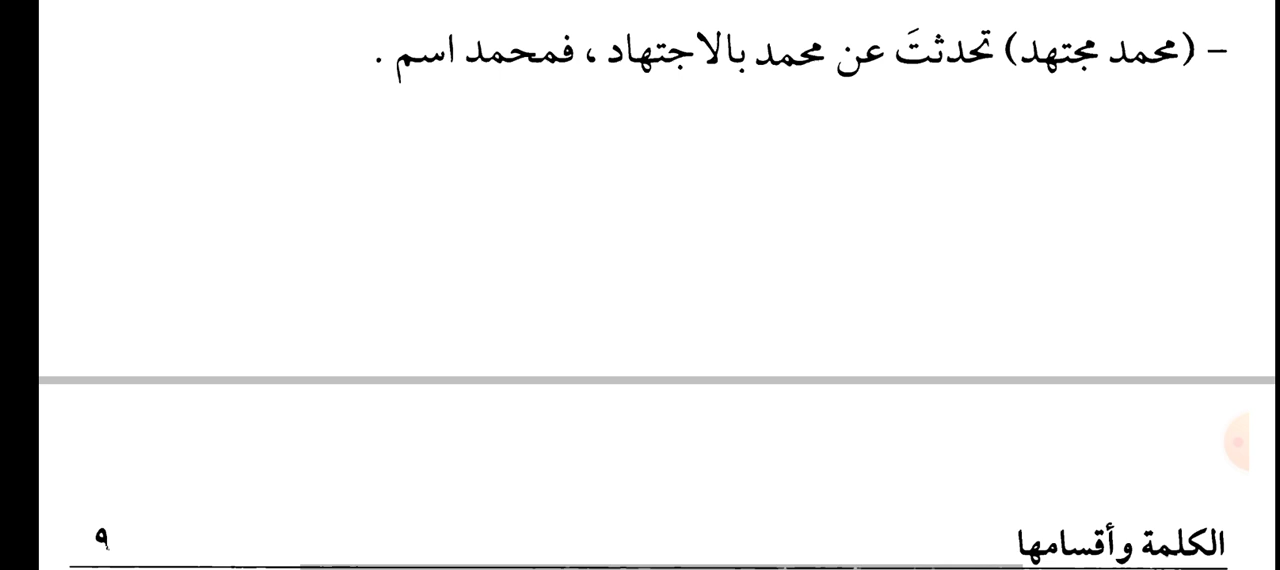 – (محمد مجتهد) تحدثتَ عن محمد بالاجتهاد ، فمحمد اسم .
الكلمة وأقسامها ٩